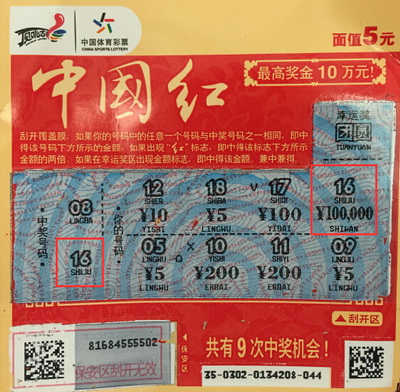 顶呱刮
中国体育彩票
CHINA SPORTS LOTTERY
面值5元
中國红
最高奖金10万元!
刮开覆盖膜,如果你的号码中的任意一个号码与中奖号码之一相同,即中
得该号码下方所示的金额。如果出现“红”标志,即中得该标志下方所示
金额的两倍。如果在幸运奖区出现金额标志,即中得该金额。兼中兼得。
幸运奖
团圆
TUANYUAN
中奖号码
08
LINGBA
16
SHILIU
你的号码
12 18 17 16
SHIER SHIBA SHIQI SHILIU
¥10 ¥5 ¥100 ¥100,000
YISHI LINGWU YIBAI SHIWAN
05 10 11 09
LINGWU YISHI SHIYI LINGJIU
¥5 ¥200 ¥200 ¥5
LINGWU ERBAI ERBAI LINGWU
▲刮开区
81684555502
保安区刮开无效
保安区
共有9次中奖机会!
35-0302-0134208-044